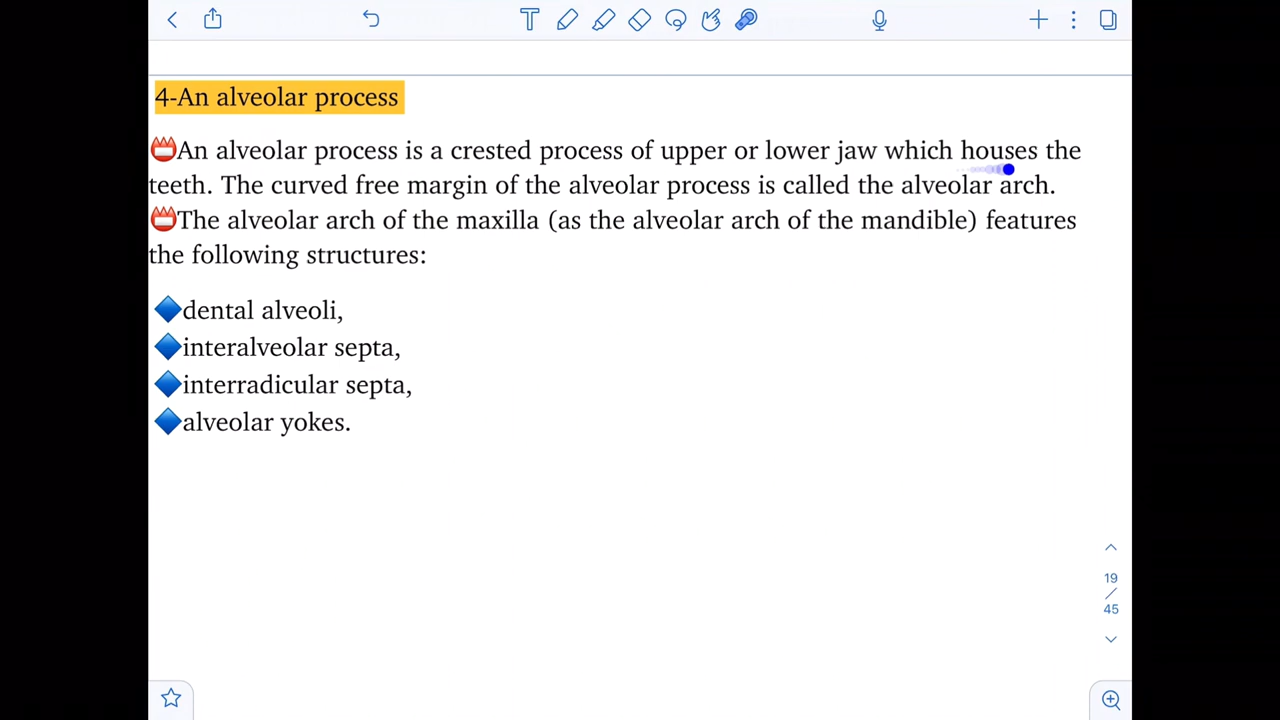 4-An alveolar process
📛An alveolar process is a crested process of upper or lower jaw which houses the
teeth. The curved free margin of the alveolar process is called the alveolar arch.
📛The alveolar arch of the maxilla (as the alveolar arch of the mandible) features
the following structures:
🔷dental alveoli,
🔷interalveolar septa,
🔷interradicular septa,
🔷alveolar yokes.
19
/
45